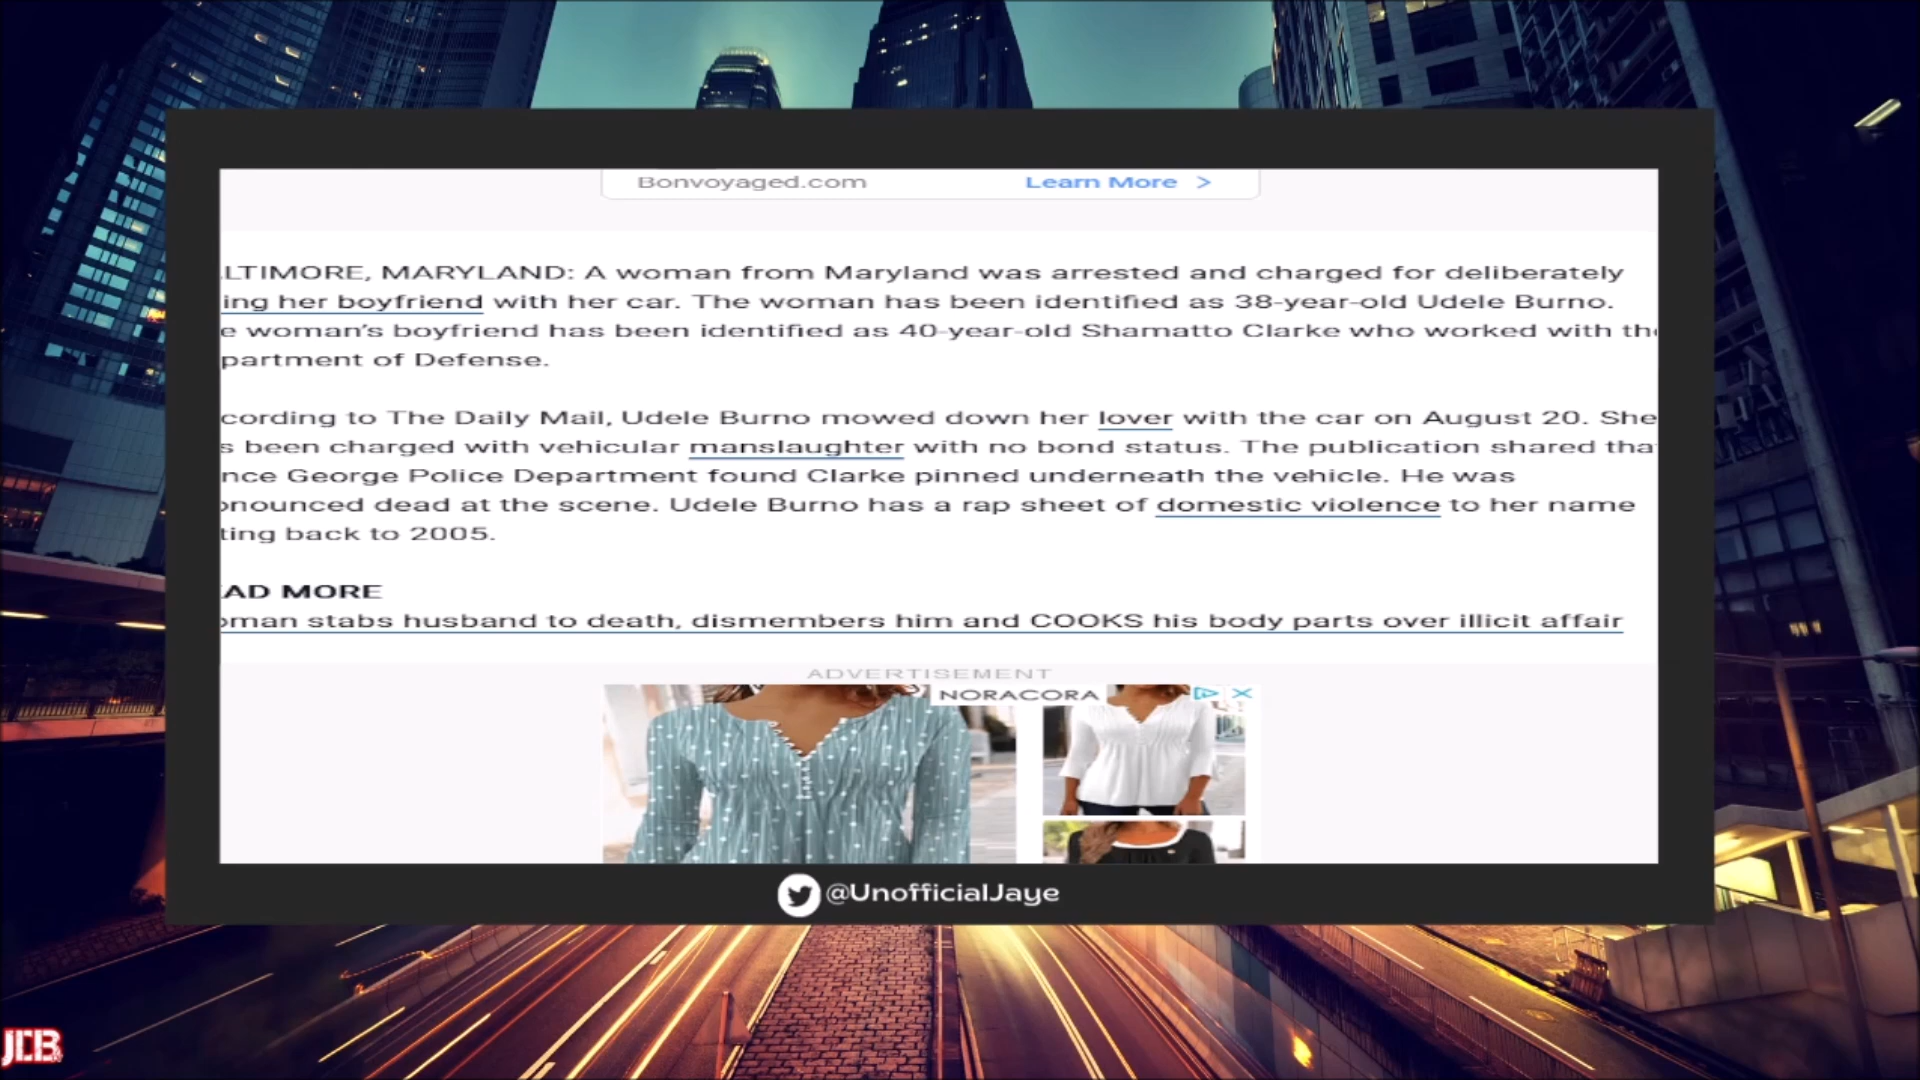 Bonvoyaged.com Learn More >
LTIMORE, MARYLAND: A woman from Maryland was arrested and charged for deliberately
ing her boyfriend with her car. The woman has been identified as 38-year-old Udele Burno.
e woman's boyfriend has been identified as 40-year-old Shamatto Clarke who worked with the
partment of Defense.
cording to The Daily Mail, Udele Burno mowed down her lover with the car on August 20. She
s been charged with vehicular manslaughter with no bond status. The publication shared that
nce George Police Department found Clarke pinned underneath the vehicle. He was
onounced dead at the scene. Udele Burno has a rap sheet of domestic violence to her name
ting back to 2005.
AD MORE
oman stabs husband to death, dismembers him and COOKS his body parts over illicit affair
ADVERTISEMENT
NORACORA
@UnofficialJaye
JCB